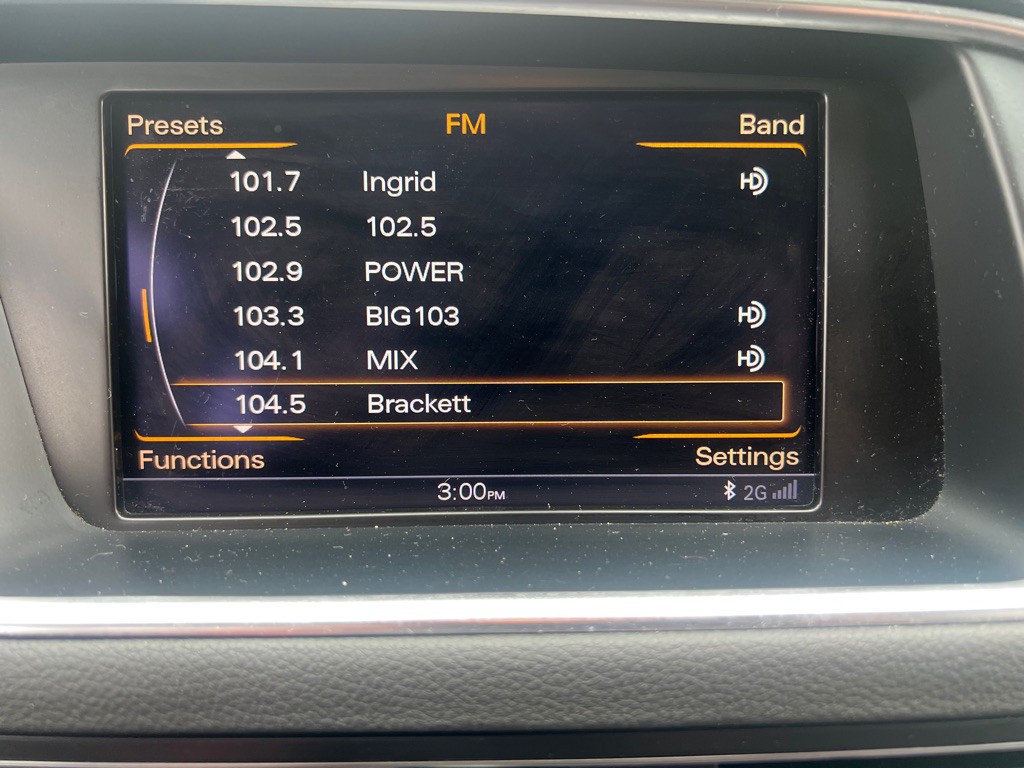 Presets FM Band
101.7 Ingrid HD
102.5 102.5
102.9 POWER
103.3 BIG103 HD
104.1 MIX HD
104.5 Brackett
Functions Settings
3:00PM 2G